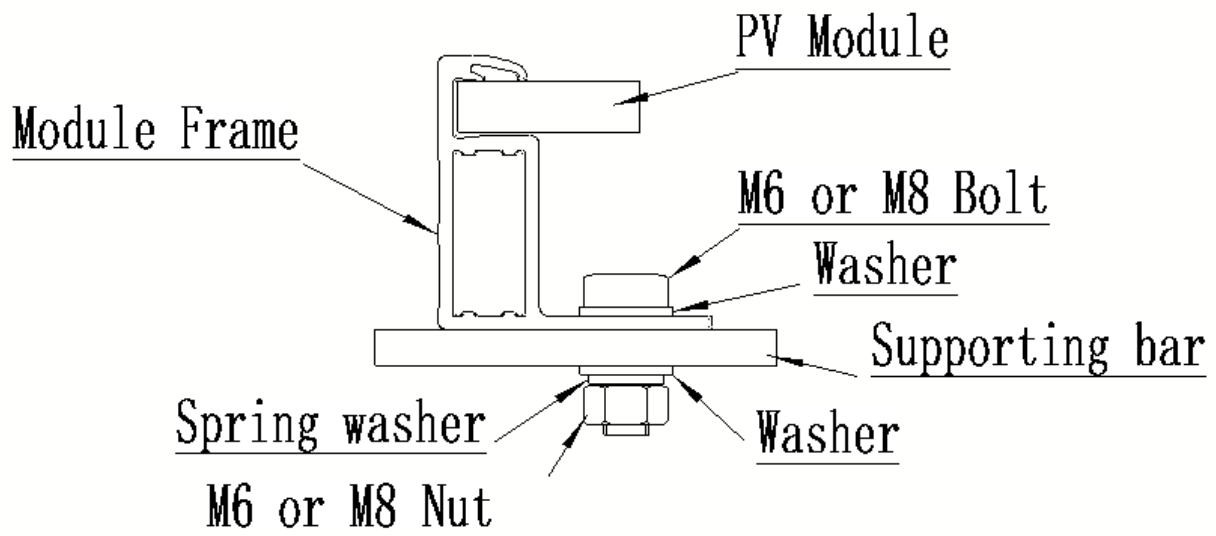 PV Module
Module Frame
M6 or M8 Bolt
Washer
Supporting bar
Spring washer
Washer
M6 or M8 Nut